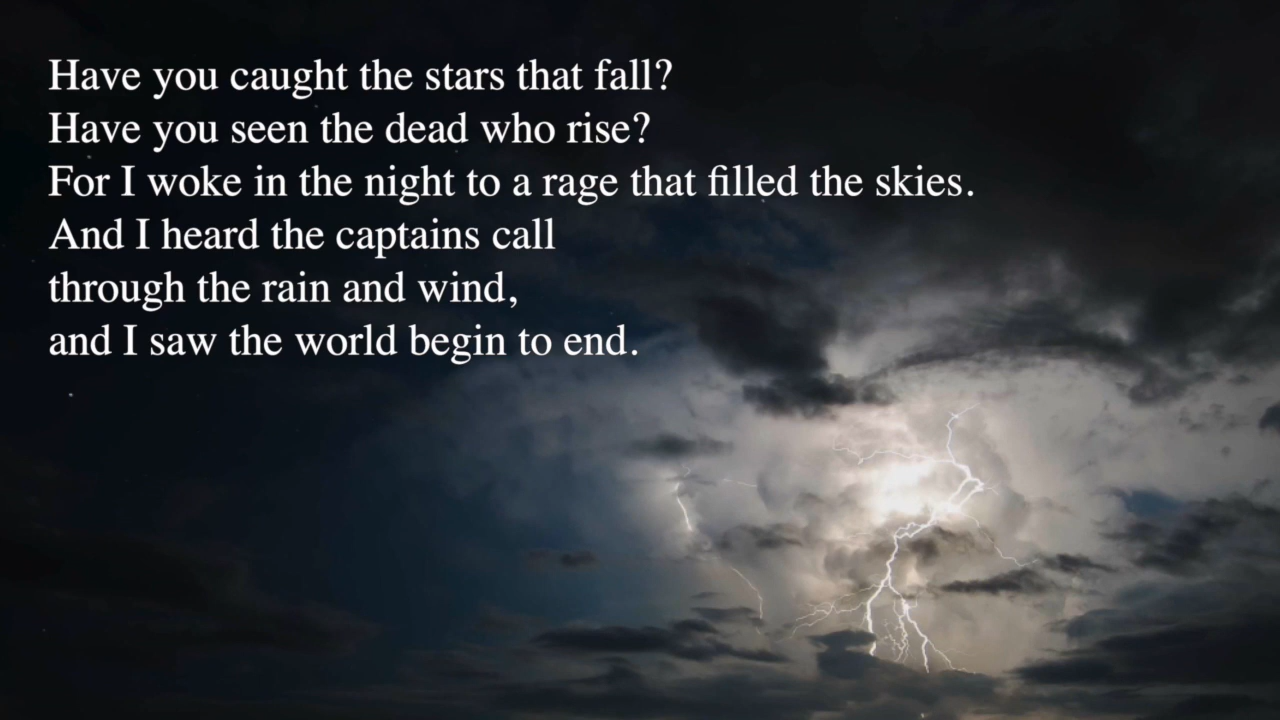 Have you caught the stars that fall?
Have you seen the dead who rise?
For I woke in the night to a rage that filled the skies.
And I heard the captains call
through the rain and wind,
and I saw the world begin to end.